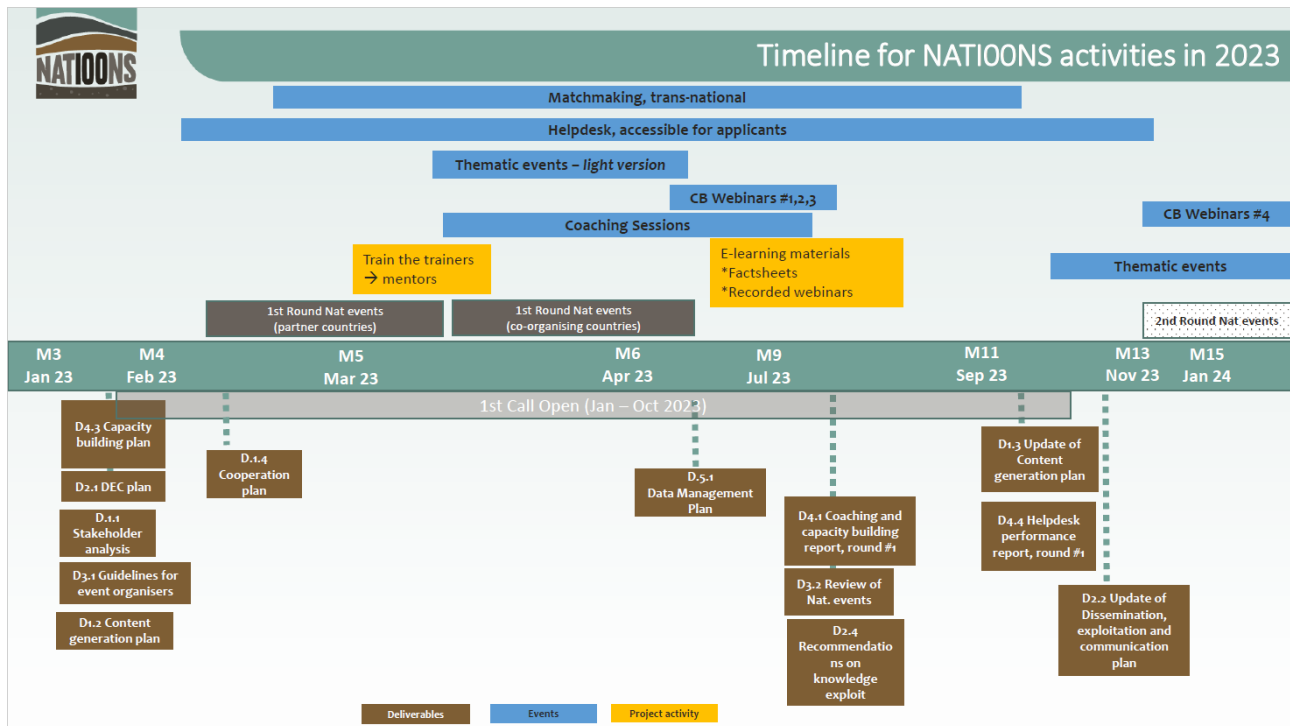 NATI00NS
Timeline for NATI00NS activities in 2023
Matchmaking, trans-national
Helpdesk, accessible for applicants
Thematic events – light version
CB Webinars #1,2,3
CB Webinars #4
Coaching Sessions
Train the trainers
→ mentors
E-learning materials
*Factsheets
*Recorded webinars
Thematic events
1st Round Nat events
(partner countries)
1st Round Nat events
(co-organising countries)
2nd Round Nat events
M3
Jan 23
M4
Feb 23
M5
Mar 23
M6
Apr 23
M9
Jul 23
M11
Sep 23
M13
Nov 23
M15
Jan 24
1st Call Open (Jan – Oct 2023)
D4.3 Capacity
building plan
D2.1 DEC plan
D.1.1
Stakeholder
analysis
D3.1 Guidelines for
event organisers
D1.2 Content
generation plan
D.1.4
Cooperation
plan
D.5.1
Data Management
Plan
D4.1 Coaching and
capacity building
report, round #1
D3.2 Review of
Nat. events
D2.4
Recommendatio
ns on
knowledge
exploit
D1.3 Update of
Content
generation plan
D4.4 Helpdesk
performance
report, round #1
D2.2 Update of
Dissemination,
exploitation and
communication
plan
Deliverables
Events
Project activity